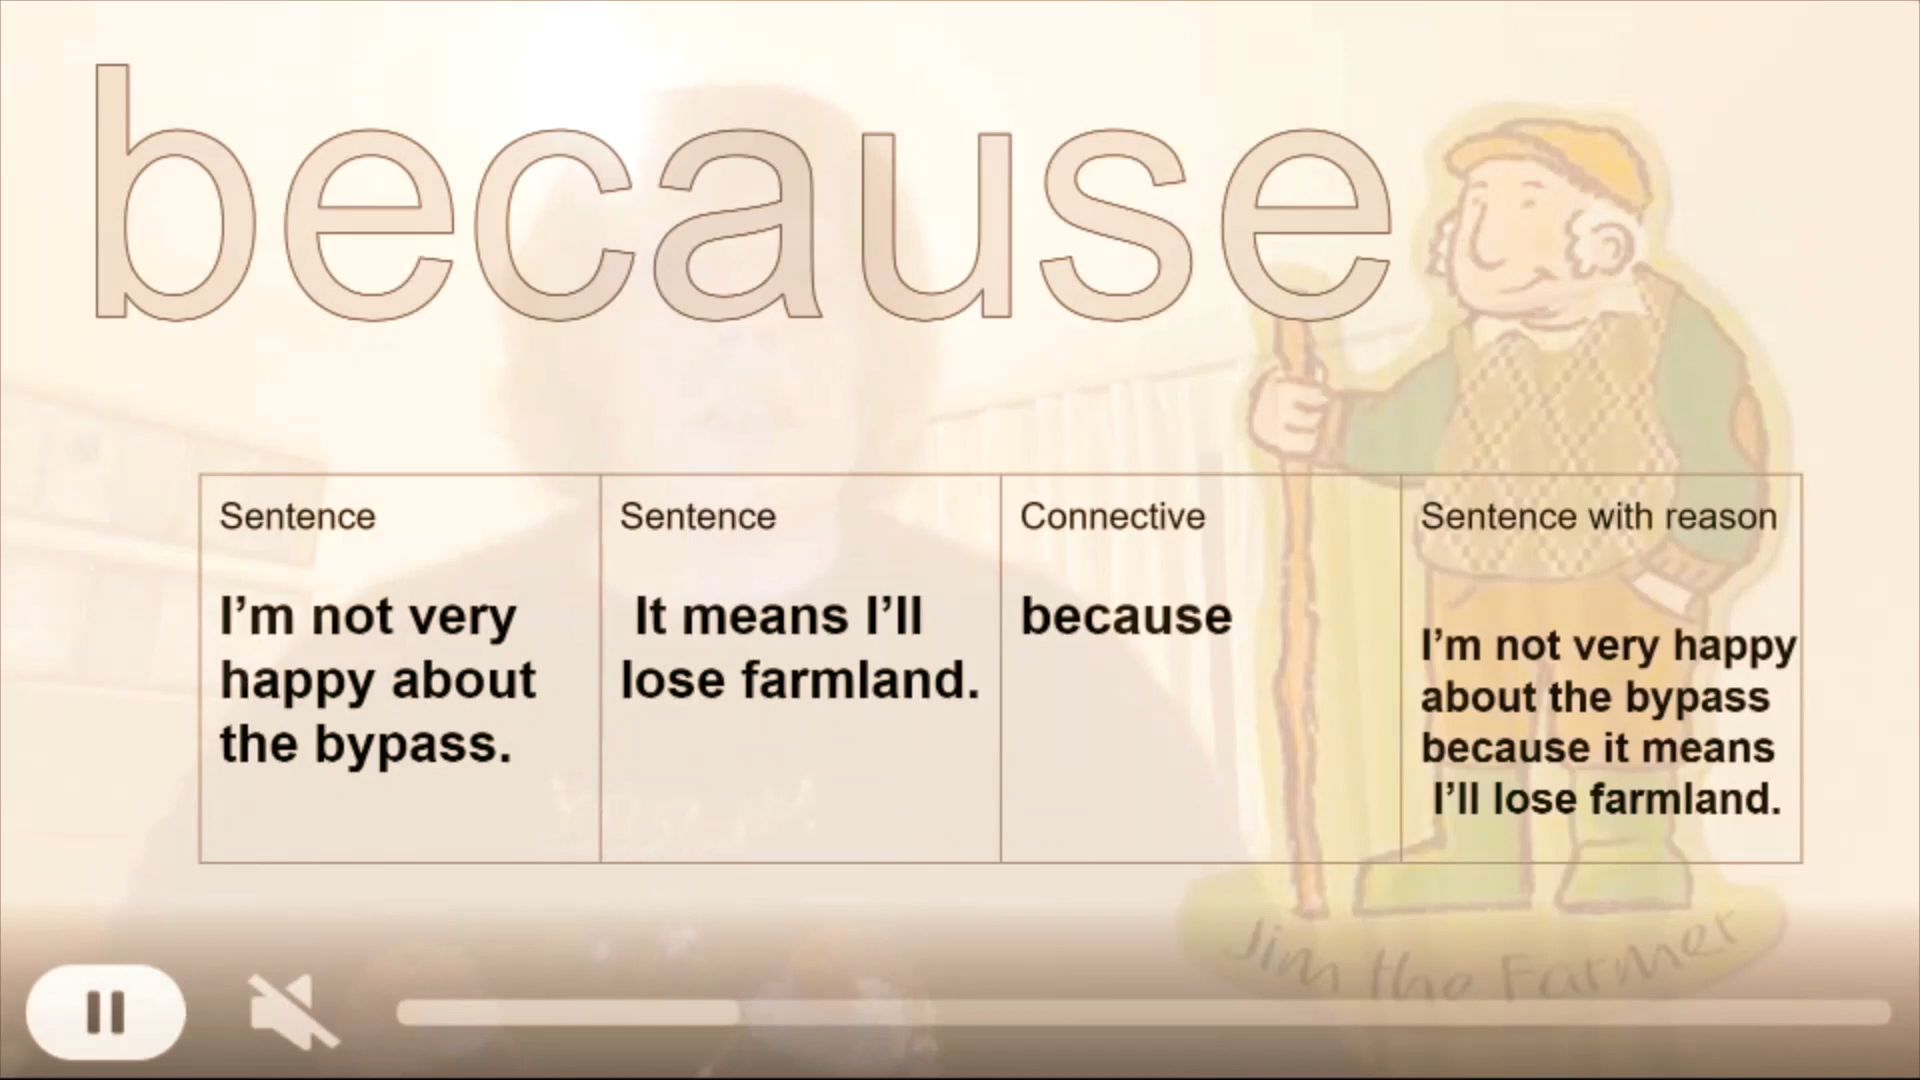 because
Sentence
I'm not very
happy about
the bypass.
Sentence
It means I'll
lose farmland.
Connective
because
Sentence with reason
I'm not very happy
about the bypass
because it means
I'll lose farmland.
Jim the Farmer